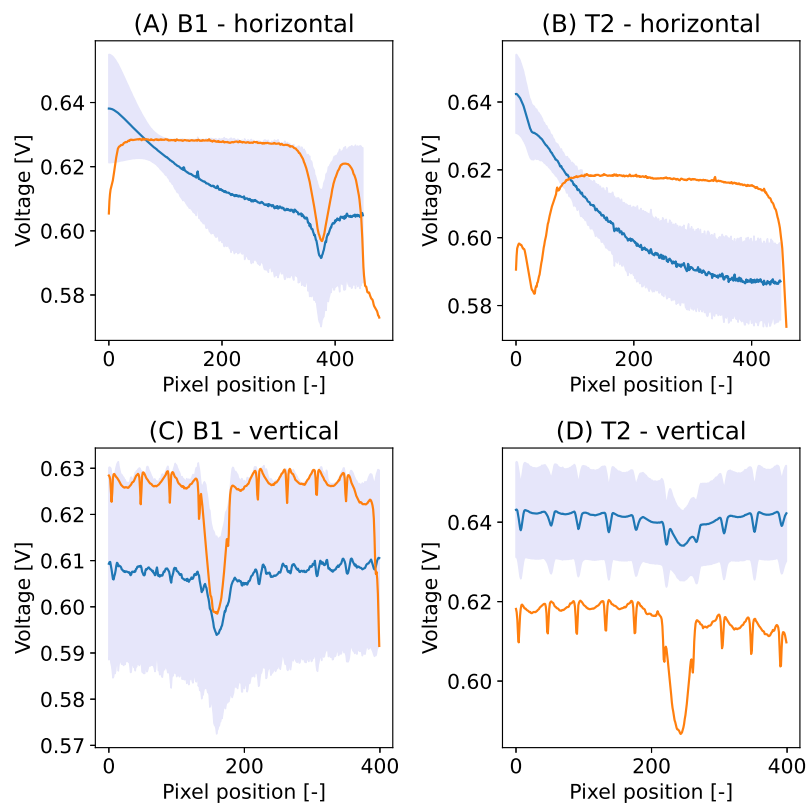 (A) B1 - horizontal
(B) T2 - horizontal
Voltage [V]
0.64
0.62
0.60
0.58
0
200
400
Pixel position [-]
Voltage [V]
0.64
0.62
0.60
0.58
0
200
400
Pixel position [-]
(C) B1 - vertical
(D) T2 - vertical
Voltage [V]
0.63
0.62
0.61
0.60
0.59
0.57
0
200
400
Pixel position [-]
Voltage [V]
0.64
0.62
0.60
0
200
400
Pixel position [-]